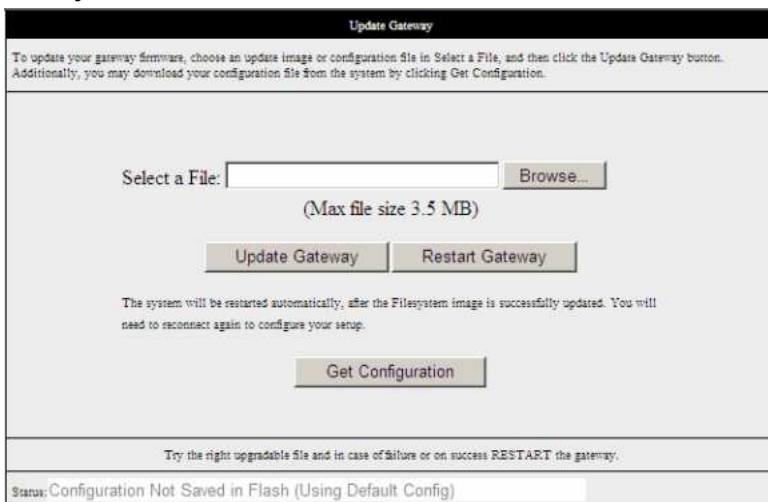 Update Gateway
To update your gateway firmware, choose an update image or configuration file in Select a File, and then click the Update Gateway button.
Additionally, you may download your configuration file from the system by clicking Get Configuration.
Select a File: Browse...
(Max file size 3.5 MB)
Update Gateway Restart Gateway
The system will be restarted automatically, after the Filesystem image is successfully updated. You will
need to reconnect again to configure your setup.
Get Configuration
Try the right upgradable file and in case of failure or on success RESTART the gateway.
Status: Configuration Not Saved in Flash (Using Default Config)